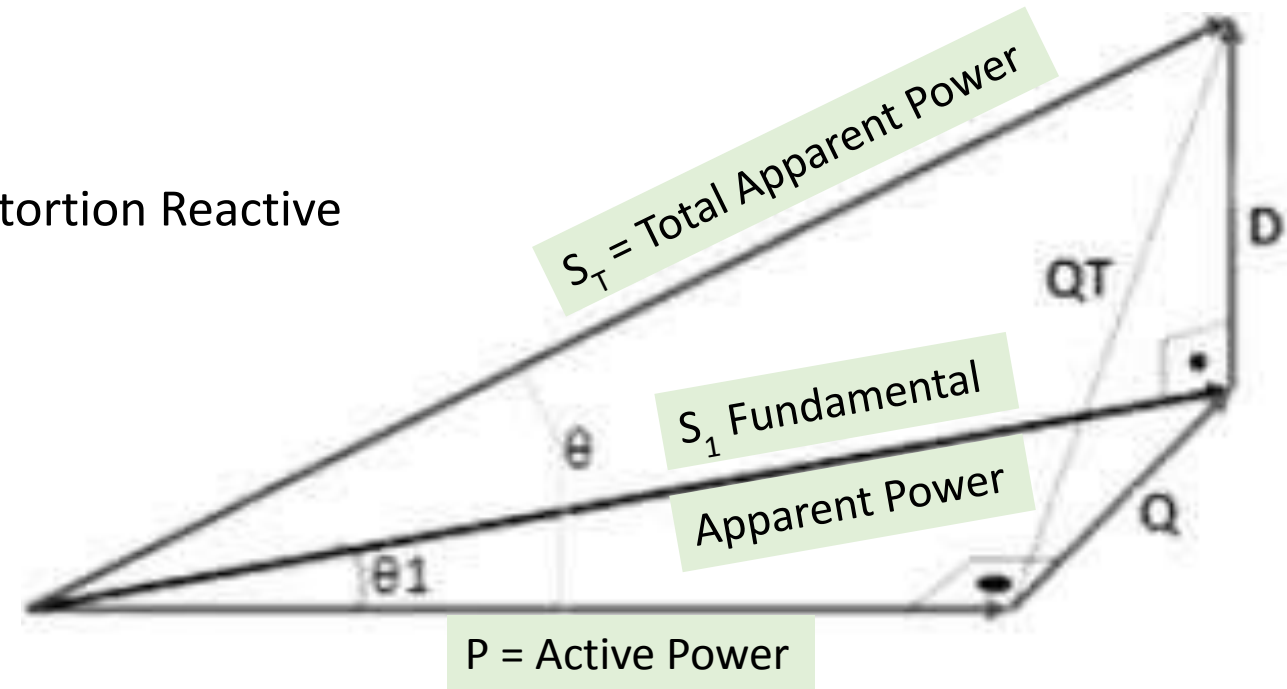 S_T = Total Apparent Power
tortion Reactive
D
QT
S_1 Fundamental
θ
Apparent Power
Q
θ1
P = Active Power